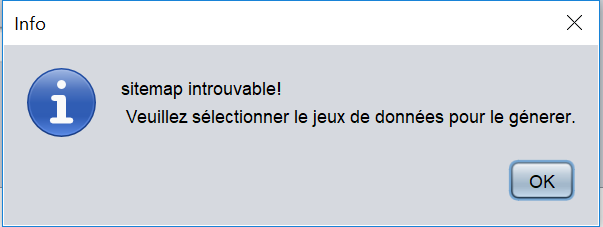 Info
sitemap introuvable!
Veuillez sélectionner le jeux de données pour le génerer.
OK